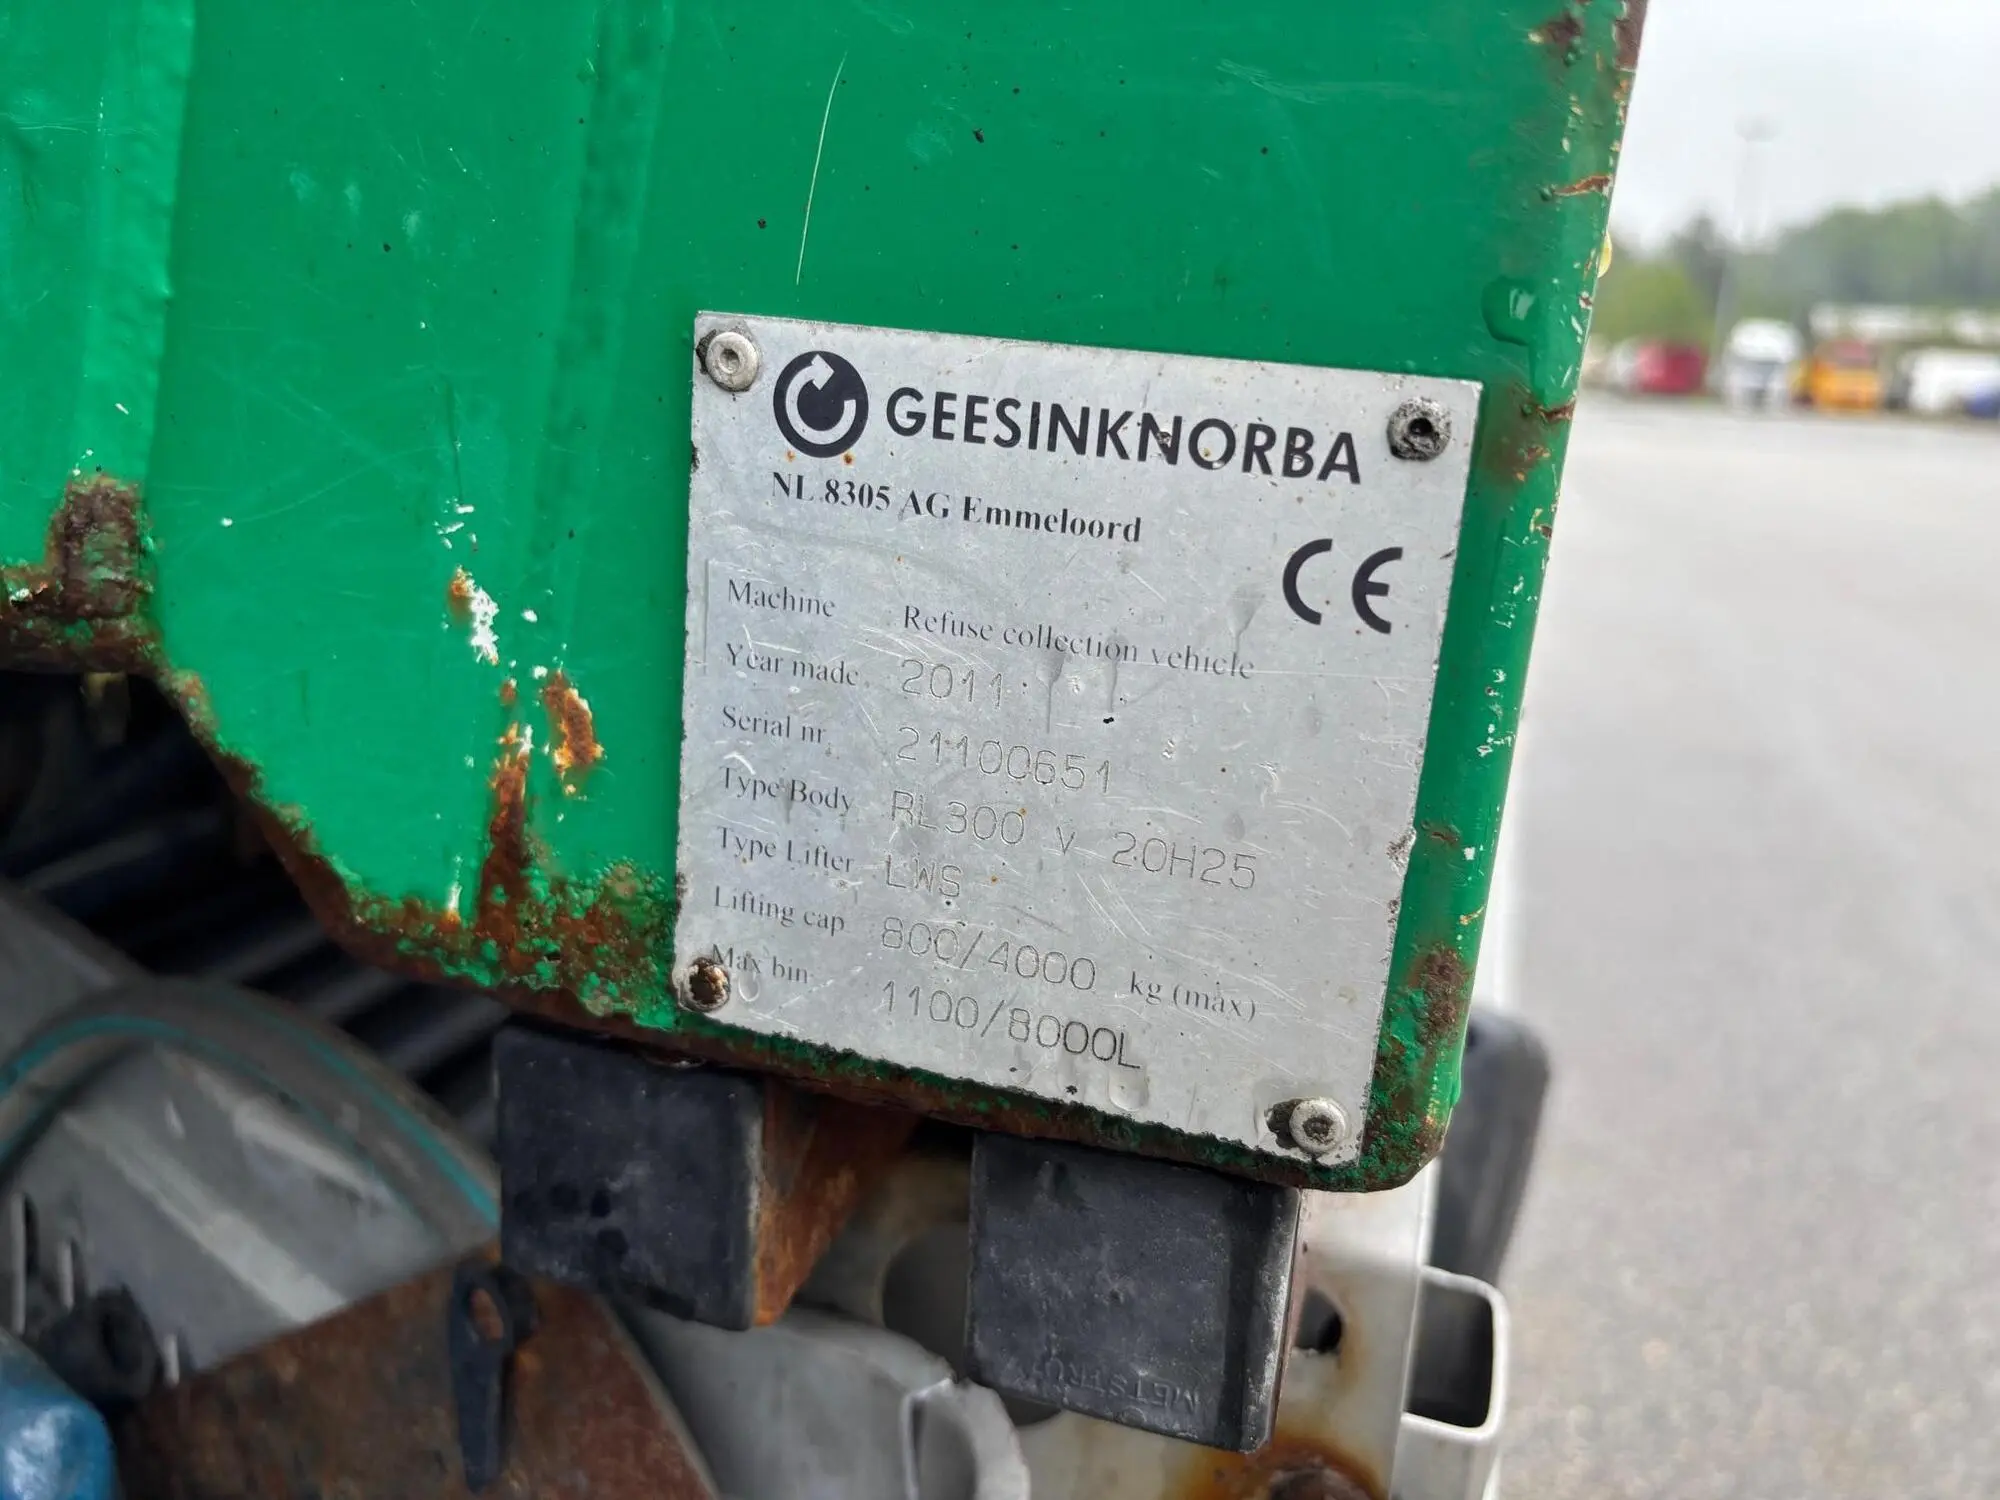 GEESINKNORBA
NL 8305 AG Emmeloord
CE
Machine Refuse collection vehicle
Year made 2011
Serial nr. 21100651
Type Body RL300 V 20H25
Type Lifter LWS
Lifting cap 800/4000 kg (max)
Max bin 1100/8000L